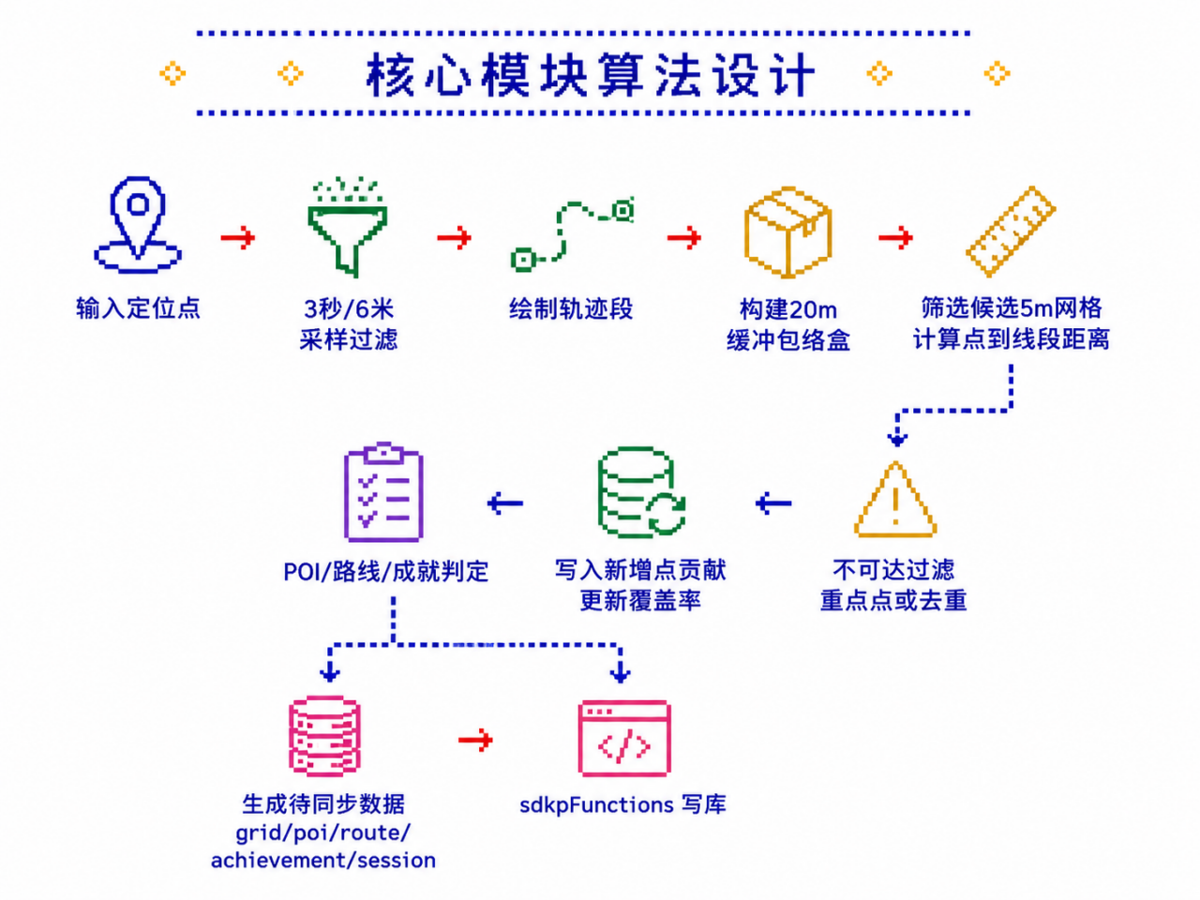 核心模块算法设计
输入定位点
3秒/6米
采样过滤
绘制轨迹段
构建20m
缓冲包络盒
筛选候选5m网格
计算点到线段距离
不可达过滤
重点点或去重
写入新增点贡献
更新覆盖率
POI/路线/成就判定
生成待同步数据
grid/poi/route/
achievement/session
sdkpFunctions 写库